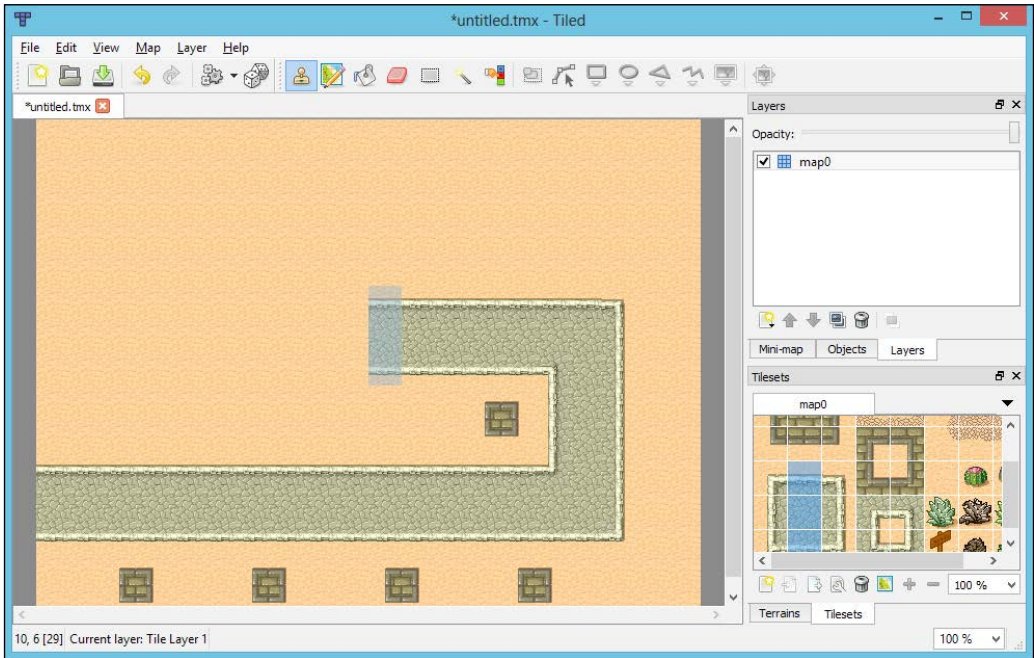 *untitled.tmx - Tiled
File Edit View Map Layer Help
*untitled.tmx
Layers
Opacity:
map0
Mini-map Objects Layers
Tilesets
map0
100 %
Terrains Tilesets
10, 6 [29] Current layer: Tile Layer 1
100 %